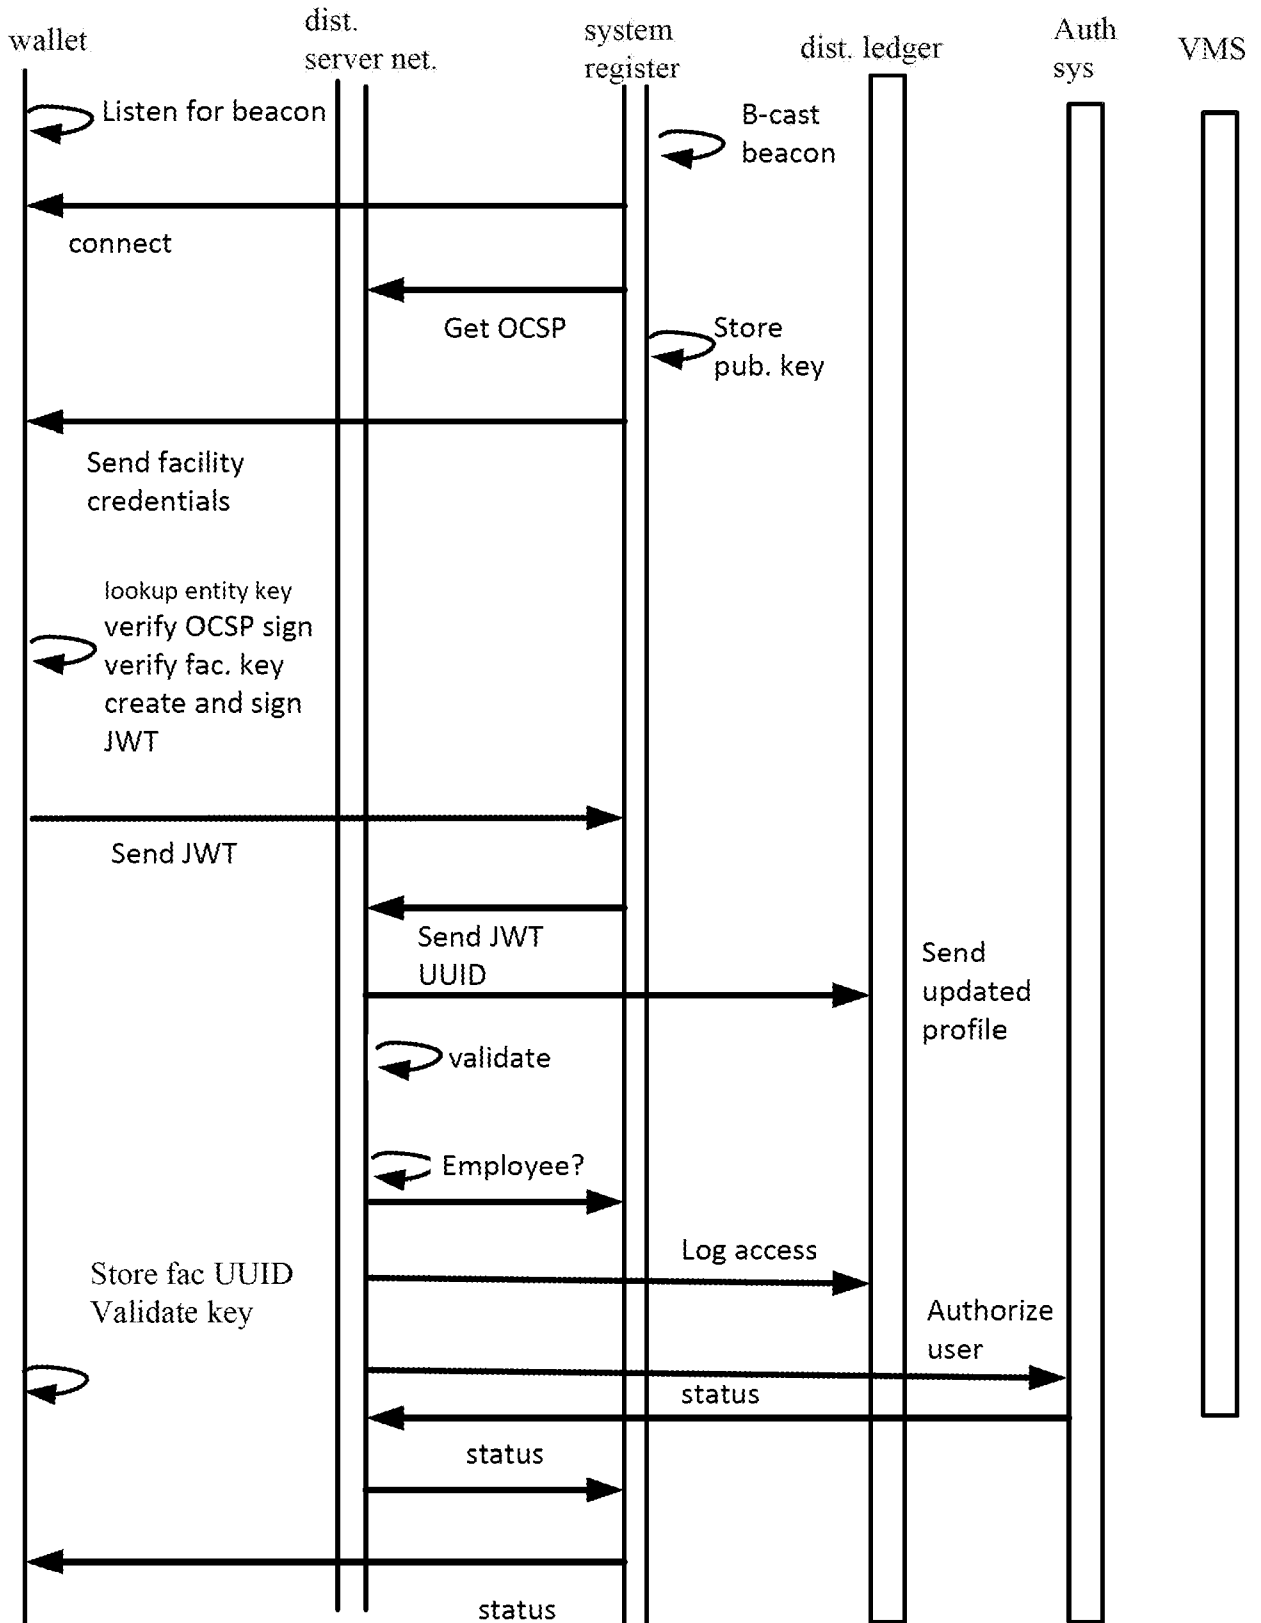 wallet
dist.
server net.
system
register
dist. ledger
Auth
sys
VMS
Listen for beacon
B-cast
beacon
connect
Get OCSP
Store
pub. key
Send facility
credentials
lookup entity key
verify OCSP sign
verify fac. key
create and sign
JWT
Send JWT
Send JWT
UUID
Send
updated
profile
validate
Employee?
Log access
Store fac UUID
Validate key
Authorize
user
status
status
status